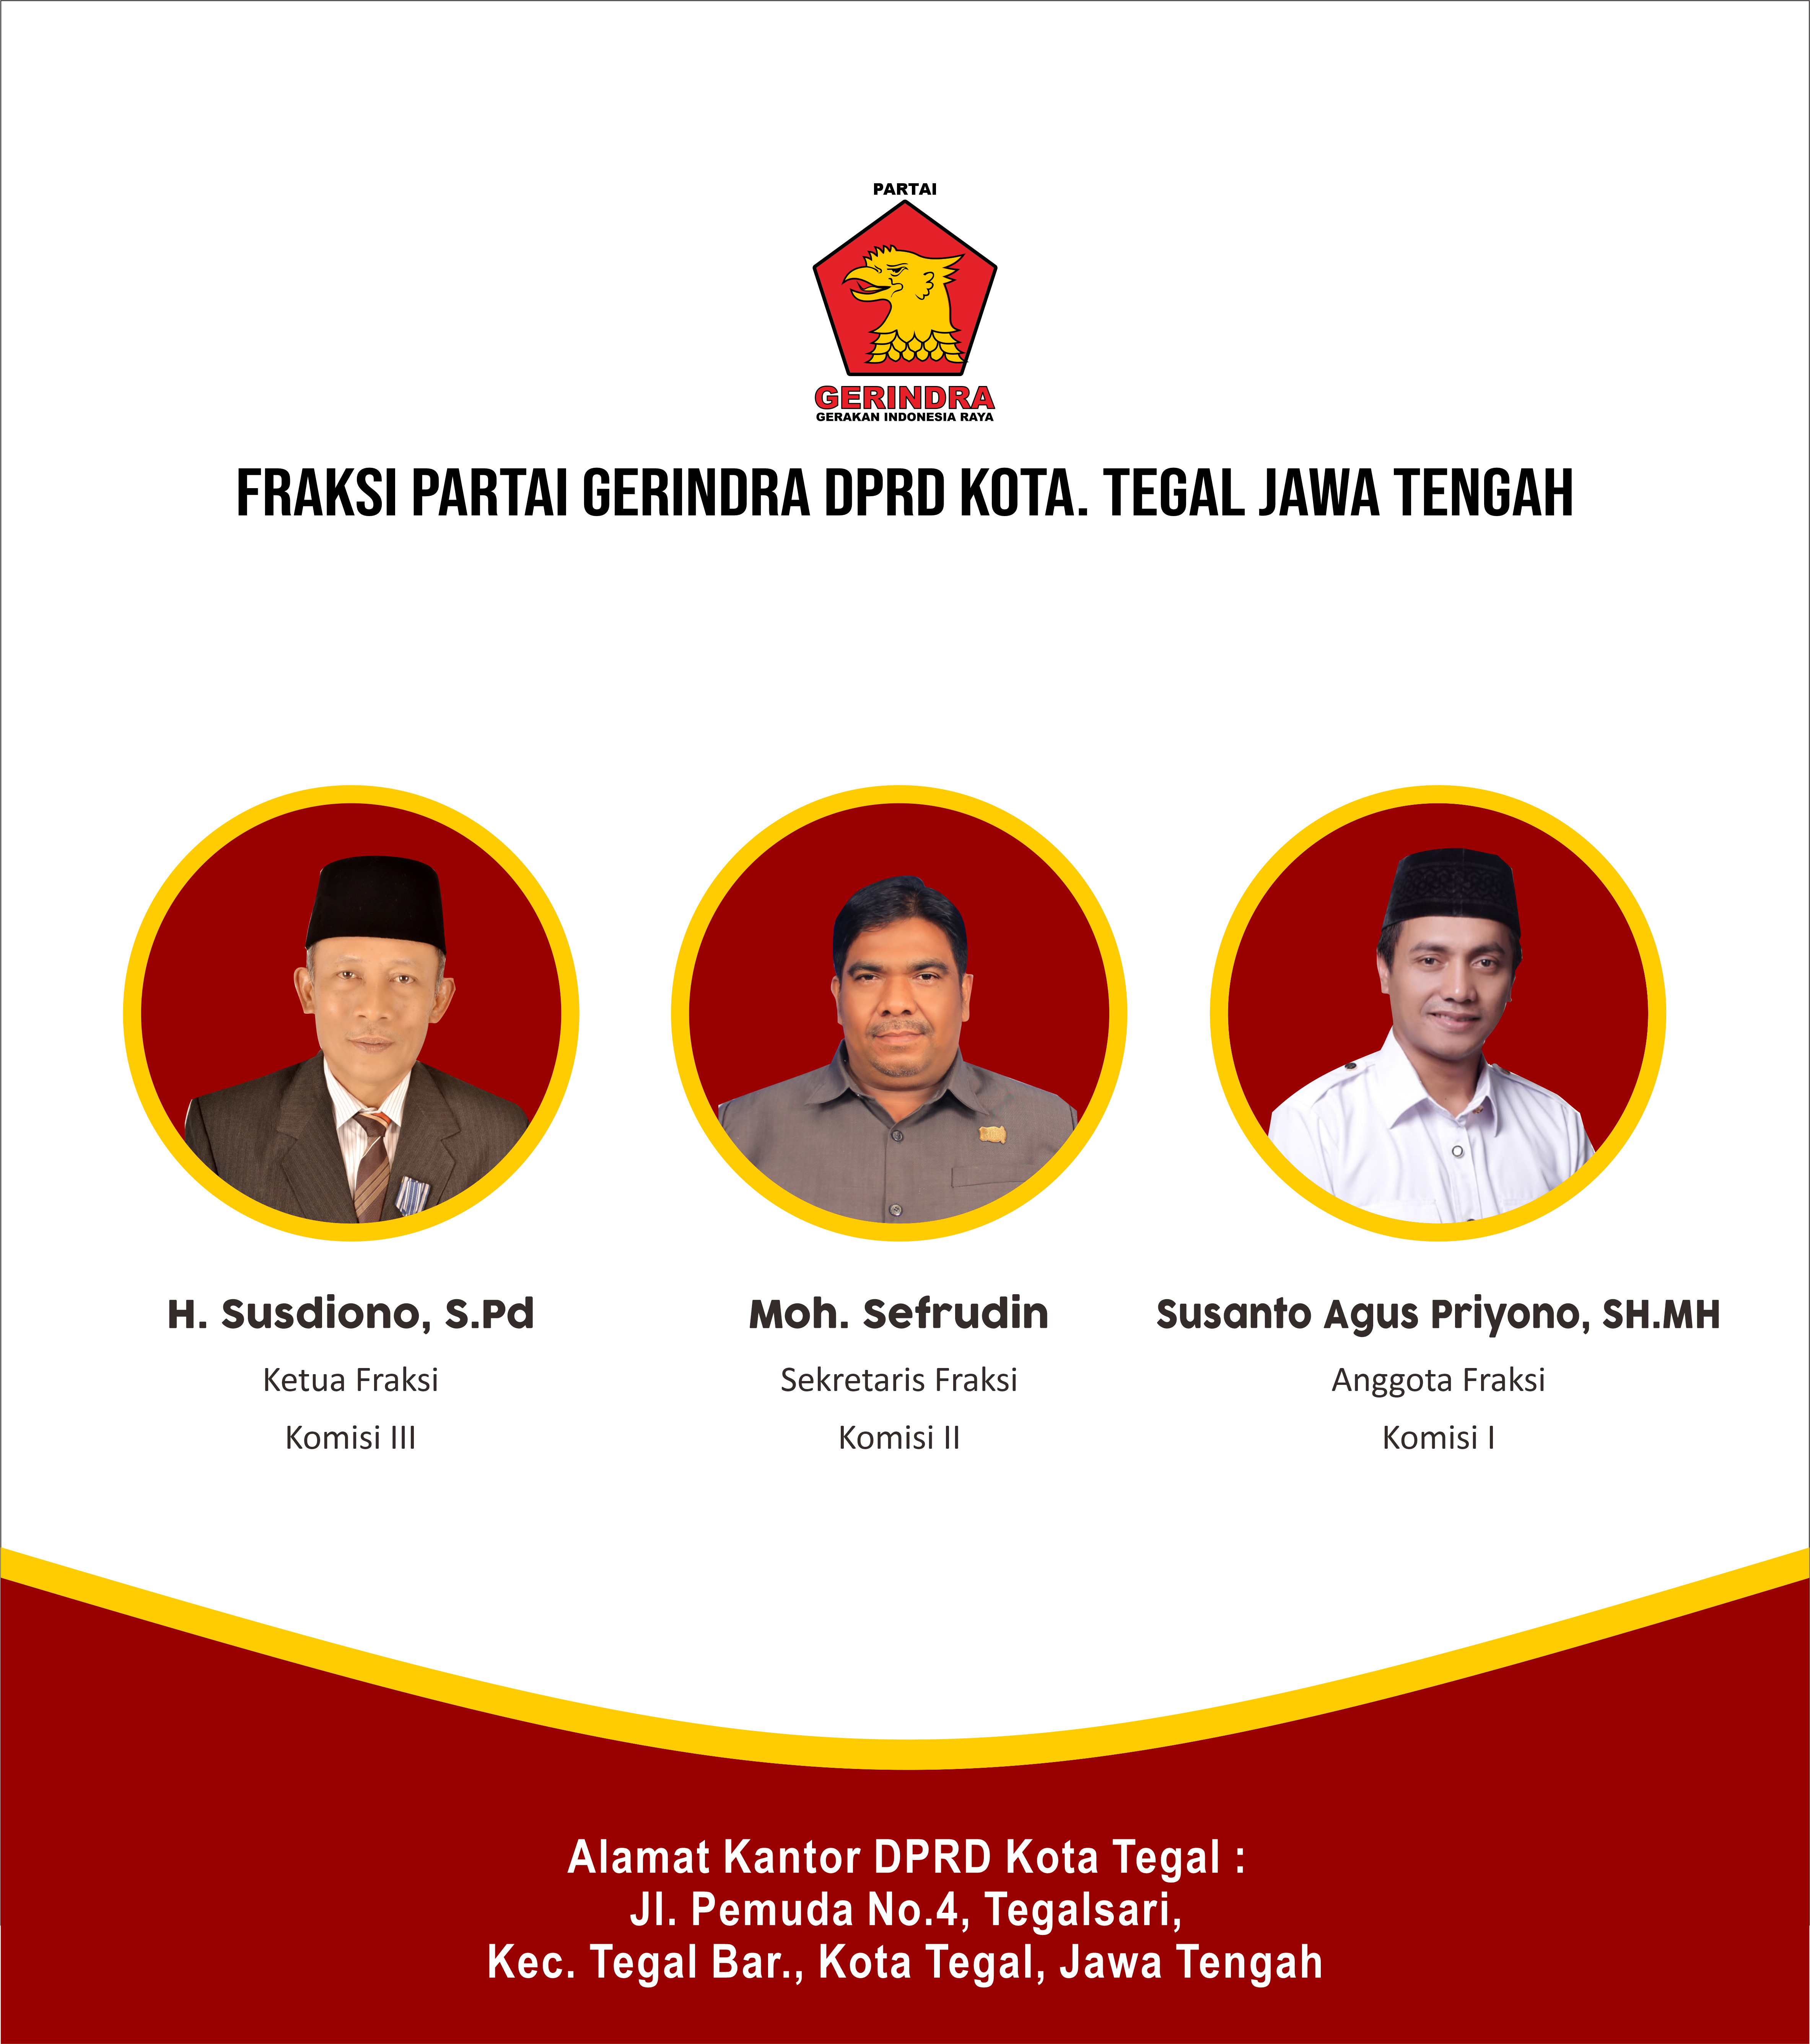 PARTAI
GERINDRA
GERAKAN INDONESIA RAYA
FRAKSI PARTAI GERINDRA DPRD KOTA. TEGAL JAWA TENGAH
H. Susdiono, S.Pd
Ketua Fraksi
Komisi III
Moh. Sefrudin
Sekretaris Fraksi
Komisi II
Susanto Agus Priyono, SH.MH
Anggota Fraksi
Komisi I
Alamat Kantor DPRD Kota Tegal :
Jl. Pemuda No.4, Tegalsari,
Kec. Tegal Bar., Kota Tegal, Jawa Tengah